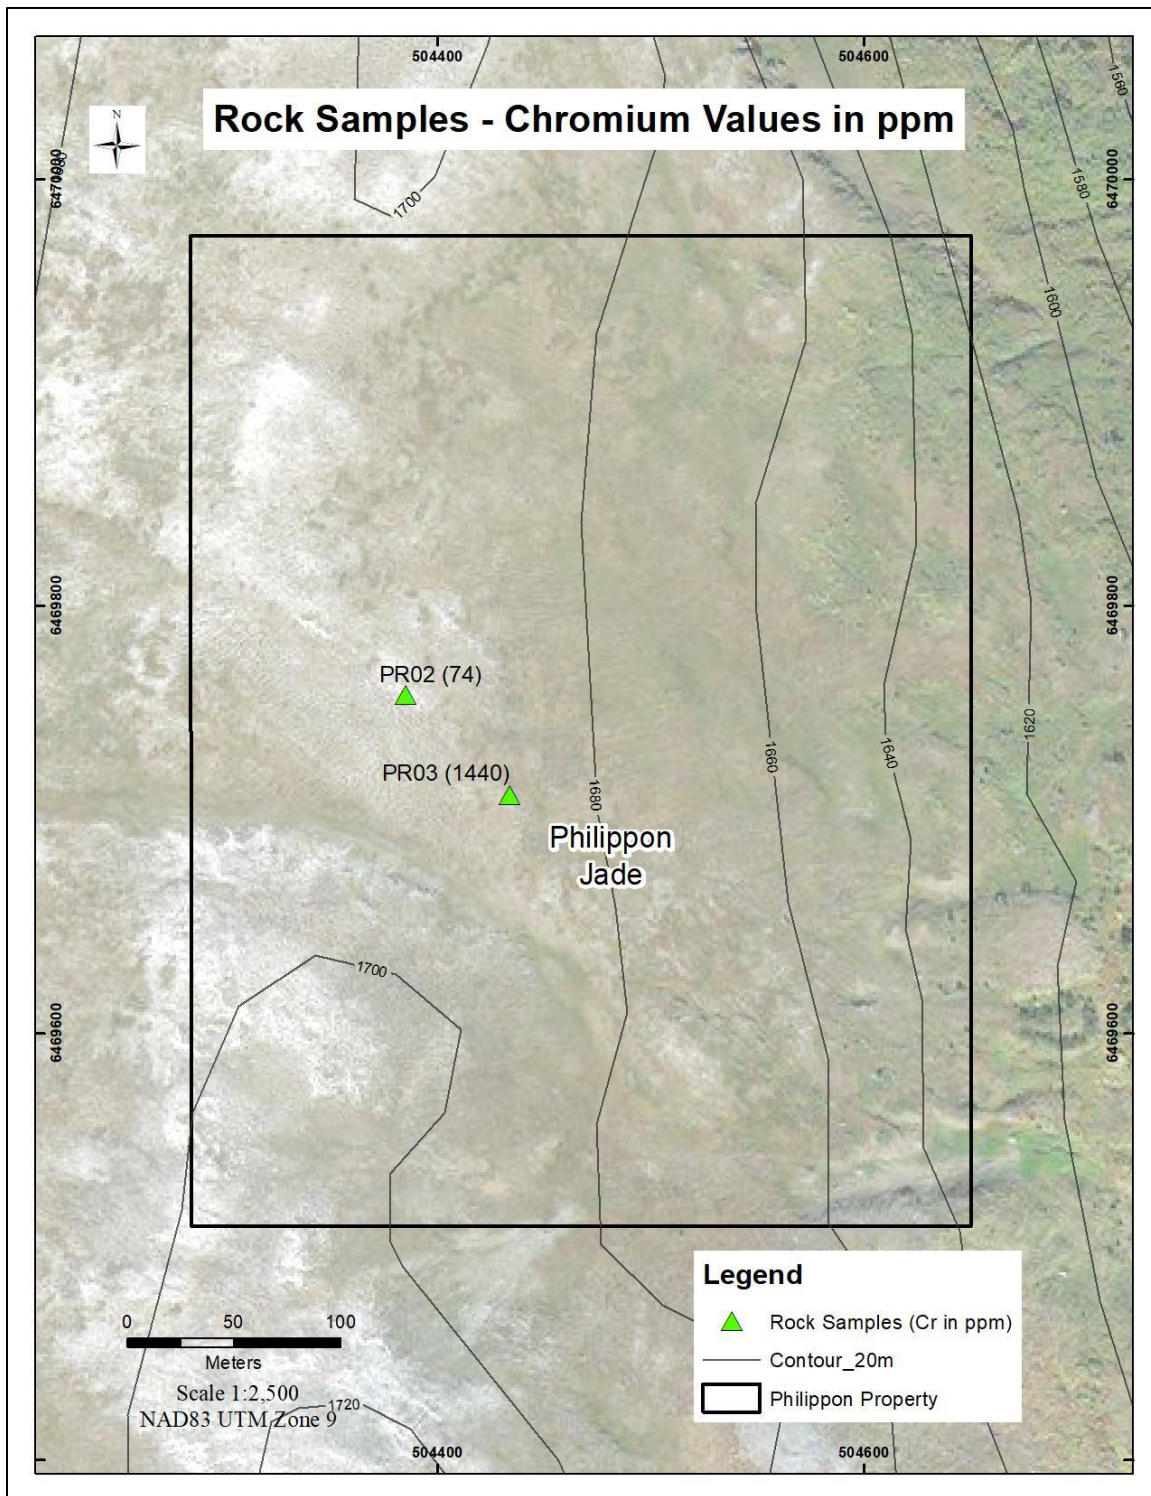 504400
504600
1560
Rock Samples - Chromium Values in ppm
N
1680
6470000
6470000
1580
1700
1600
6469800
6469800
PR02 (74)
1620
1640
1660
PR03 (1440)
1680
Philippon
Jade
1700
6469600
6469600
Legend
Rock Samples (Cr in ppm)
Contour_20m
Philippon Property
0 50 100
Meters
Scale 1:2,500
NAD83 UTM Zone 9
1720
504400
504600